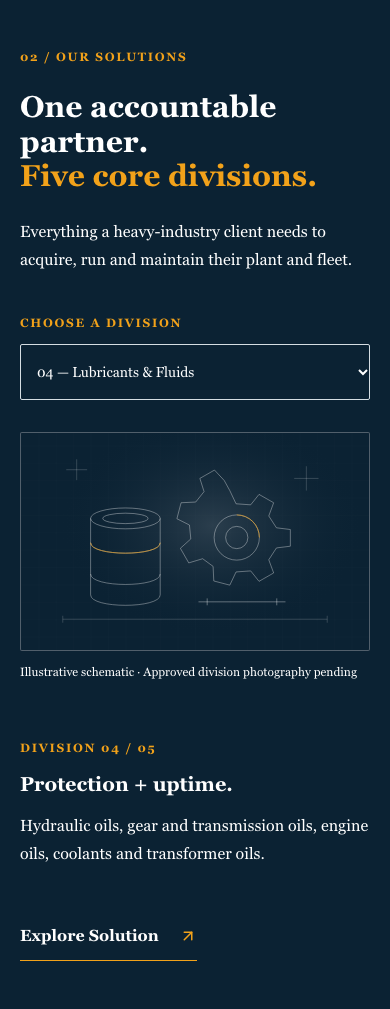 02 / OUR SOLUTIONS
One accountable
partner.
Five core divisions.
Everything a heavy-industry client needs to
acquire, run and maintain their plant and fleet.
CHOOSE A DIVISION
04 — Lubricants & Fluids
Illustrative schematic · Approved division photography pending
DIVISION 04 / 05
Protection + uptime.
Hydraulic oils, gear and transmission oils, engine
oils, coolants and transformer oils.
Explore Solution